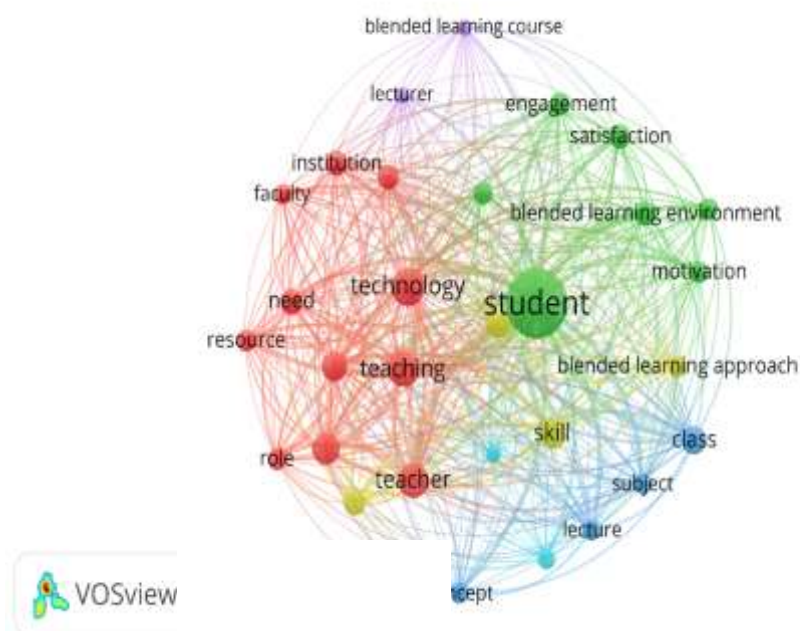 blended learning course
lecturer
engagement
satisfaction
institution
faculty
blended learning environment
motivation
technology
need
student
resource
teaching
blended learning approach
skill
class
role
teacher
subject
lecture
ncept
VOSview